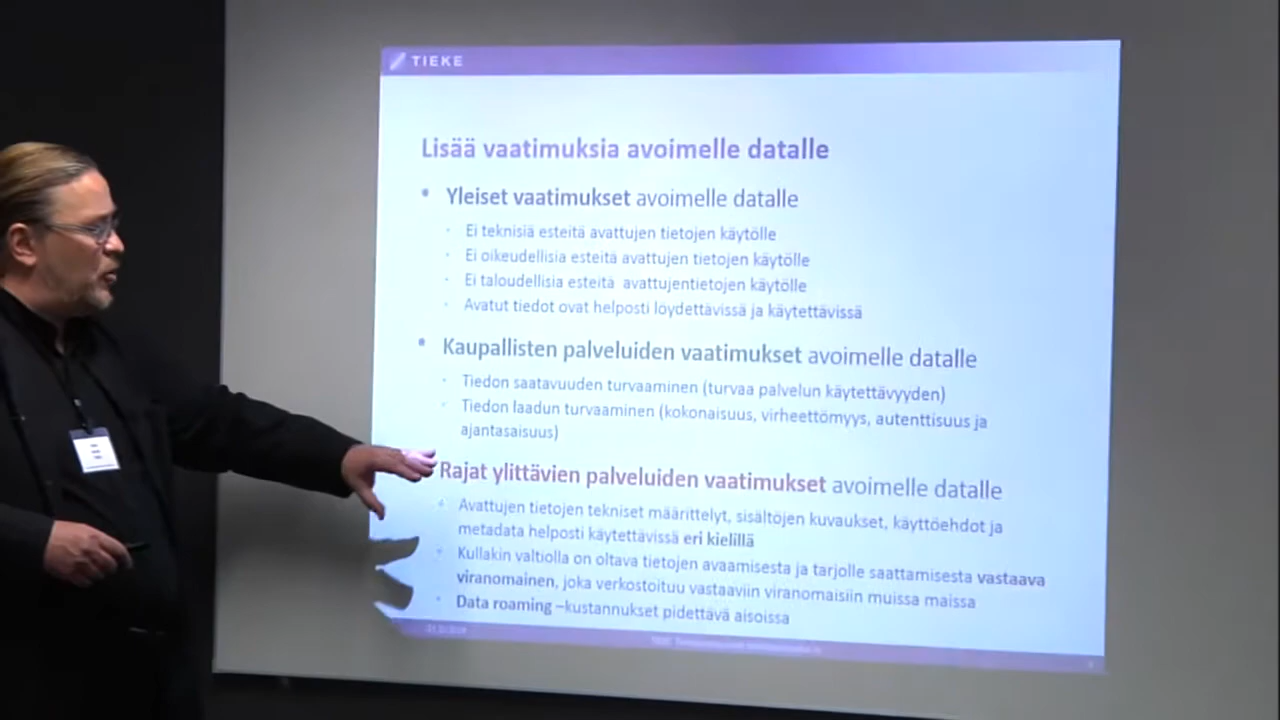 TIEKE
Lisää vaatimuksia avoimelle datalle
• Yleiset vaatimukset avoimelle datalle
- Ei teknisiä esteitä avattujen tietojen käytölle
- Ei oikeudellisia esteitä avattujen tietojen käytölle
- Ei taloudellisia esteitä avattujentietojen käytölle
- Avatut tiedot ovat helposti löydettävissä ja käytettävissä
• Kaupallisten palveluiden vaatimukset avoimelle datalle
- Tiedon saatavuuden turvaaminen (turvaa palvelun käytettävyyden)
- Tiedon laadun turvaaminen (kokonaisuus, virheettömyys, autenttisuus ja
ajantasaisuus)
Rajat ylittävien palveluiden vaatimukset avoimelle datalle
- Avattujen tietojen tekniset määrittelyt, sisältöjen kuvaukset, käyttöehdot ja
metadata helposti käytettävissä eri kielillä
- Kullakin valtiolla on oltava tietojen avaamisesta ja tarjolle saattamisesta vastaava
viranomainen, joka verkostoituu vastaaviin viranomaisiin muissa maissa
- Data roaming –kustannukset pidettävä aisoissa
TIEKE